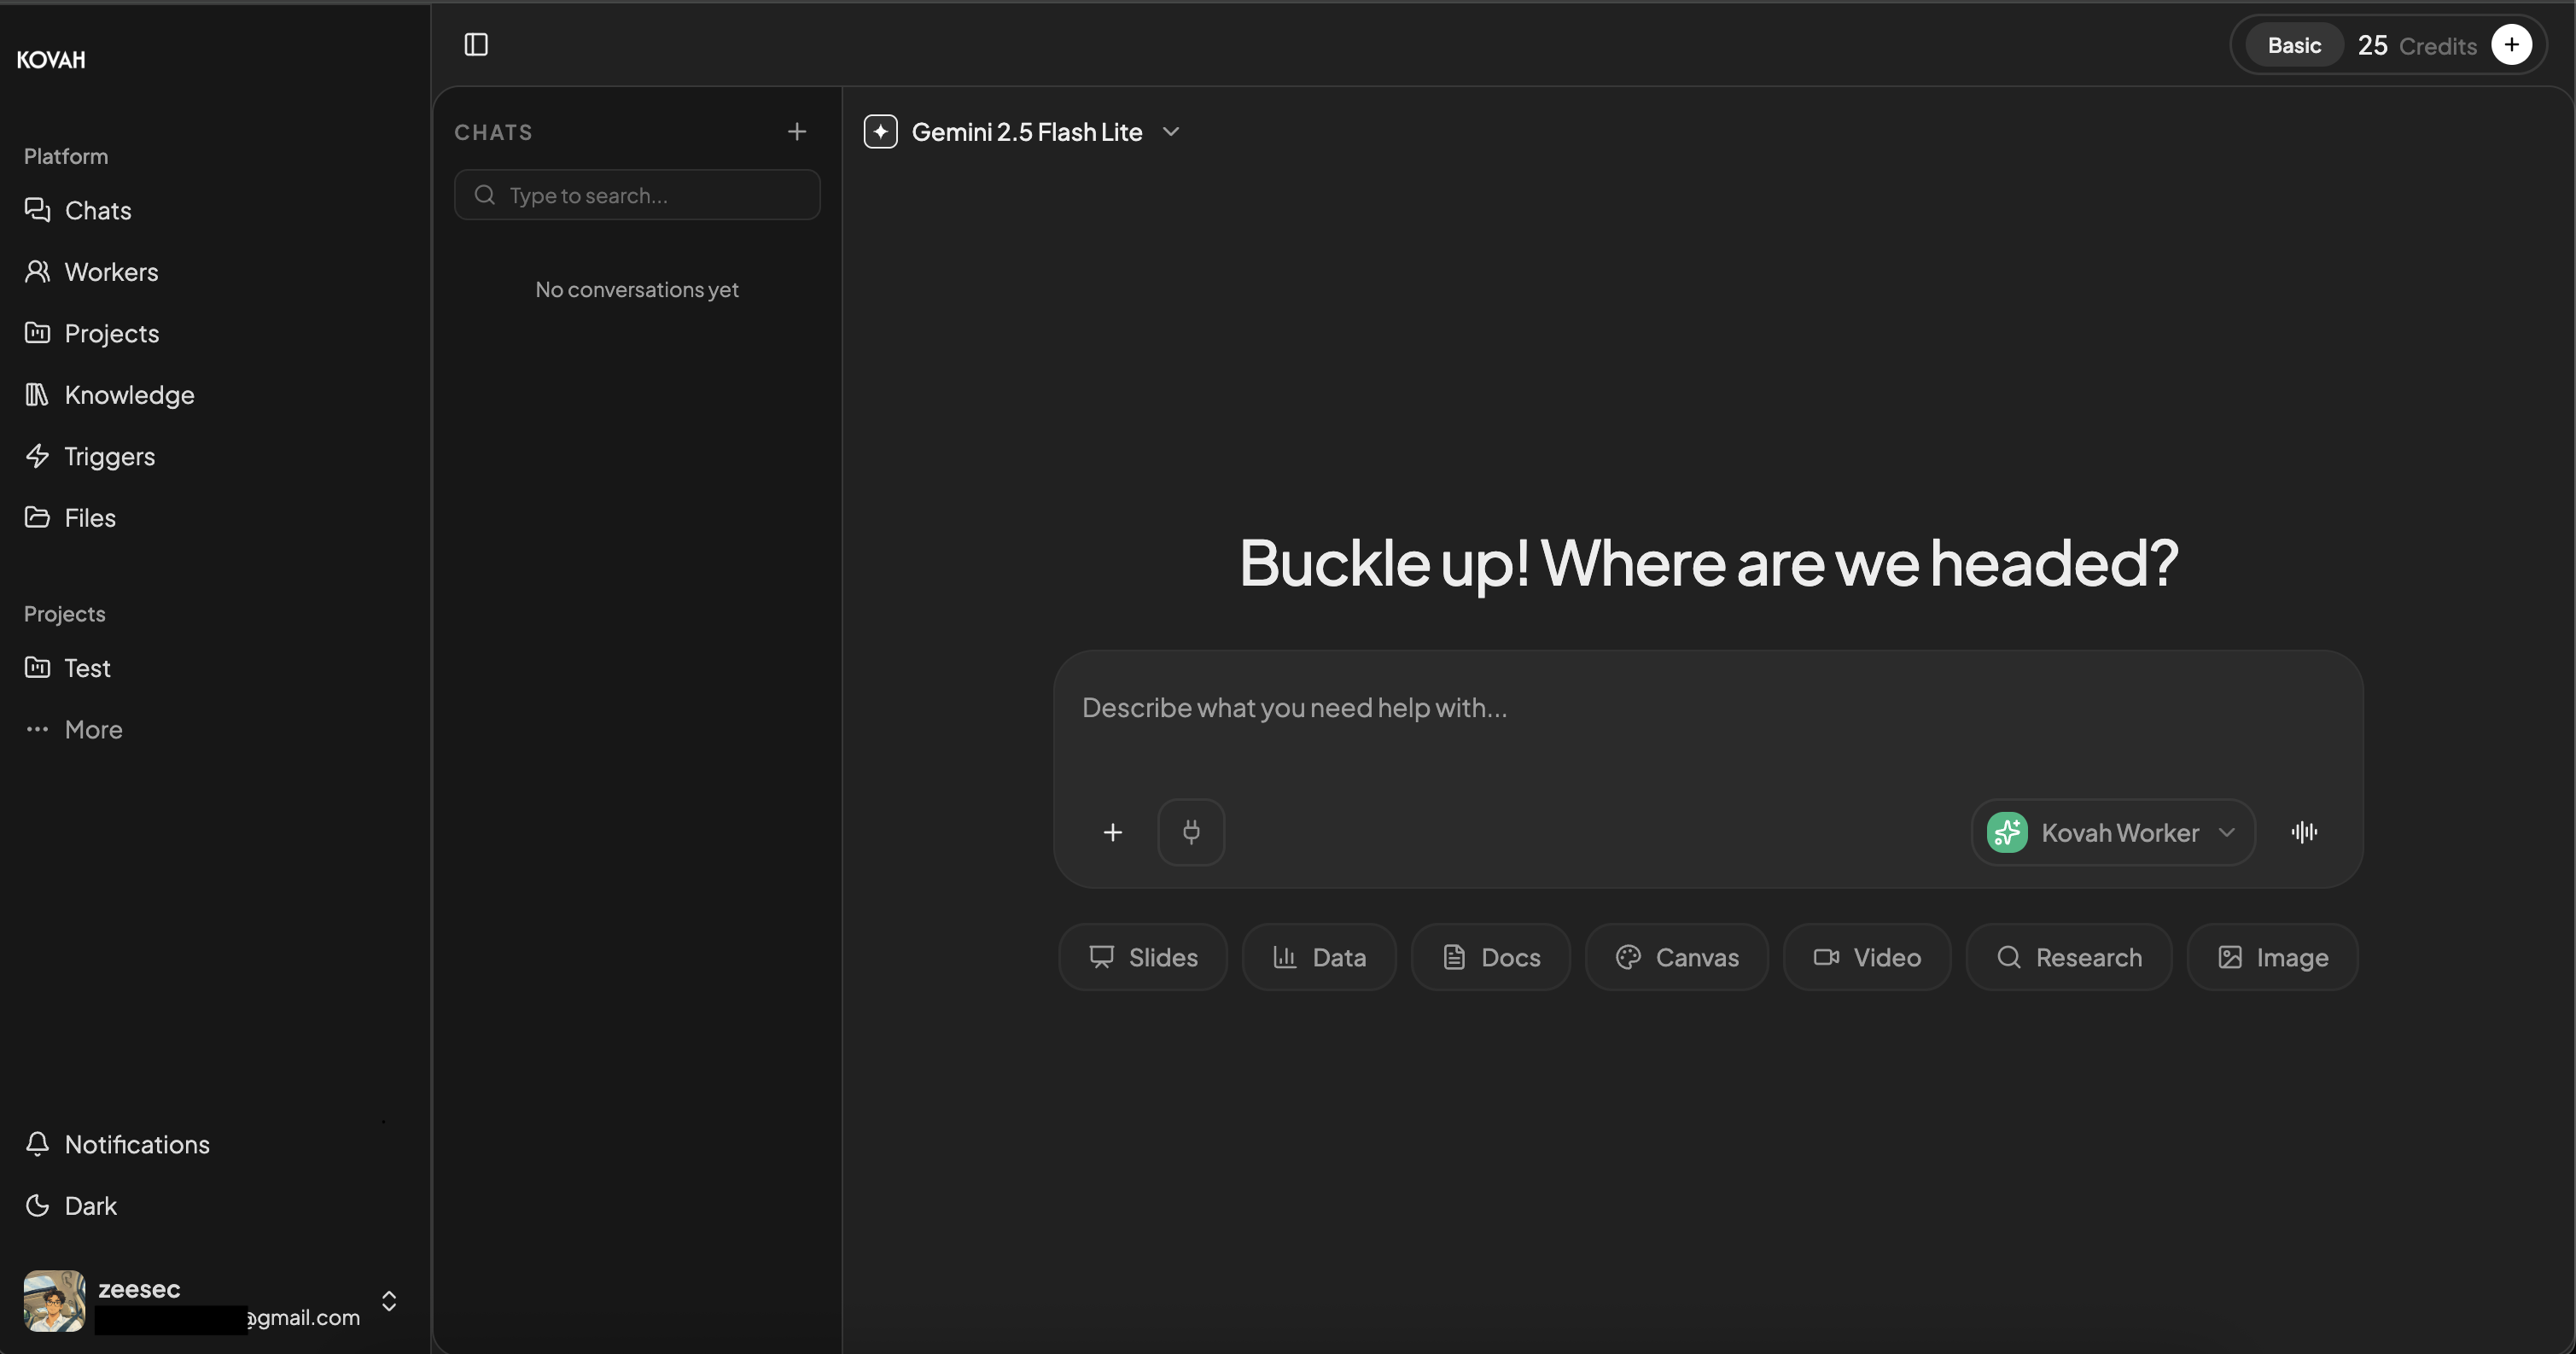 KOVAH
Platform
Chats
Workers
Projects
Knowledge
Triggers
Files
Projects
Test
More
Notifications
Dark
zeesec
@gmail.com
Basic 25 Credits
CHATS
Type to search...
No conversations yet
Gemini 2.5 Flash Lite
Buckle up! Where are we headed?
Describe what you need help with...
Kovah Worker
Slides Data Docs Canvas Video Research Image